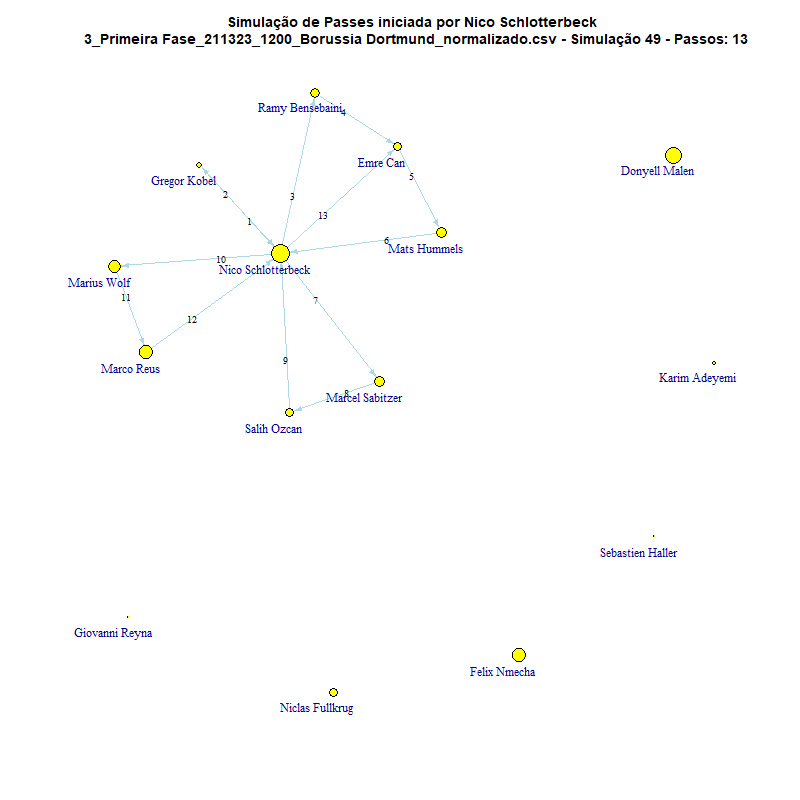 Simulação de Passes iniciada por Nico Schlotterbeck
3_Primeira Fase_211323_1200_Borussia Dortmund_normalizado.csv - Simulação 49 - Passos: 13
Ramy Bensebaini
4
Emre Can
Donyell Malen
Gregor Kobel
5
2
3
13
1
6
Mats Hummels
10
Nico Schlotterbeck
Marius Wolf
11
7
12
9
Marco Reus
Karim Adeyemi
8
Marcel Sabitzer
Salih Ozcan
Sebastien Haller
Giovanni Reyna
Felix Nmecha
Niclas Fullkrug